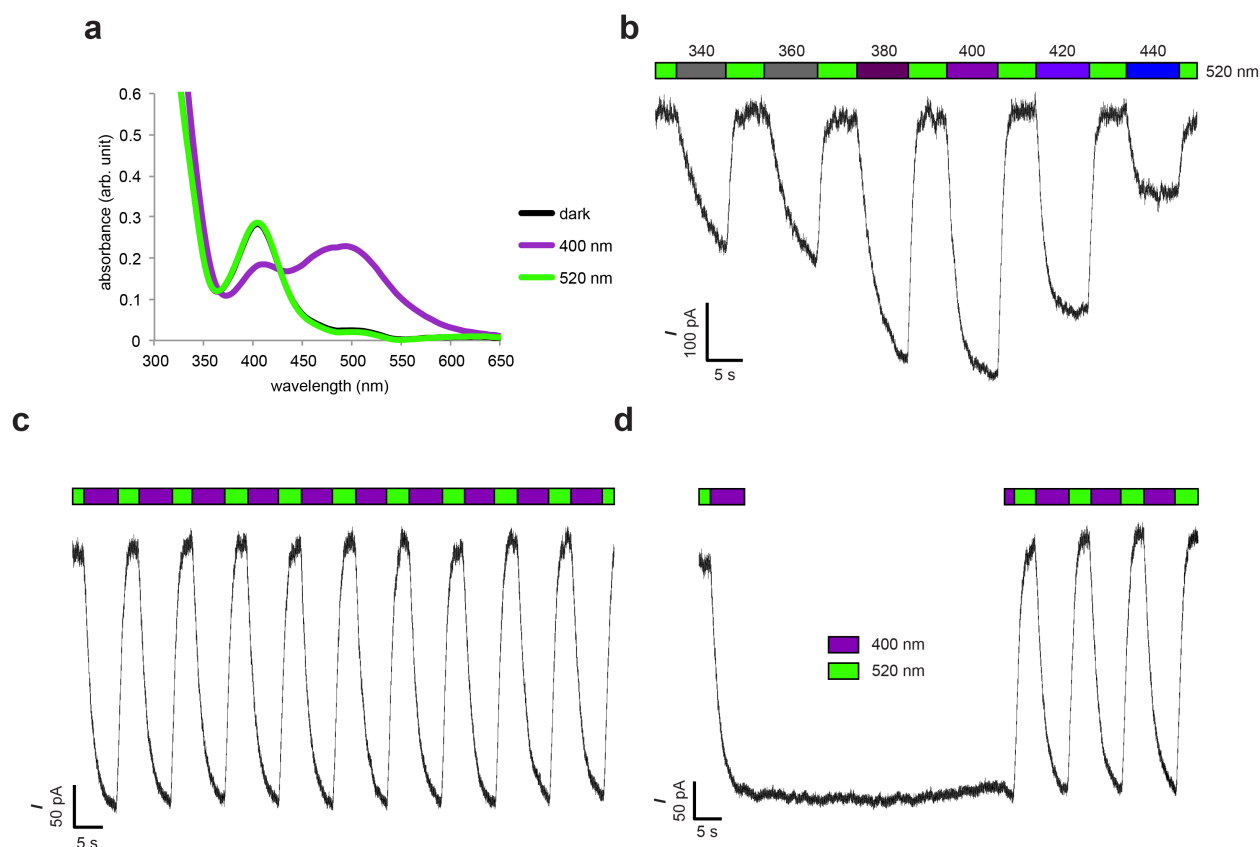 a
0.6
0.5
0.4
0.3
0.2
0.1
0
absorbance (arb. unit)
300 350 400 450 500 550 600 650
wavelength (nm)
dark
400 nm
520 nm
b
340 360 380 400 420 440
520 nm
I
100 pA
5 s
c
I
50 pA
5 s
d
400 nm
520 nm
I
50 pA
5 s